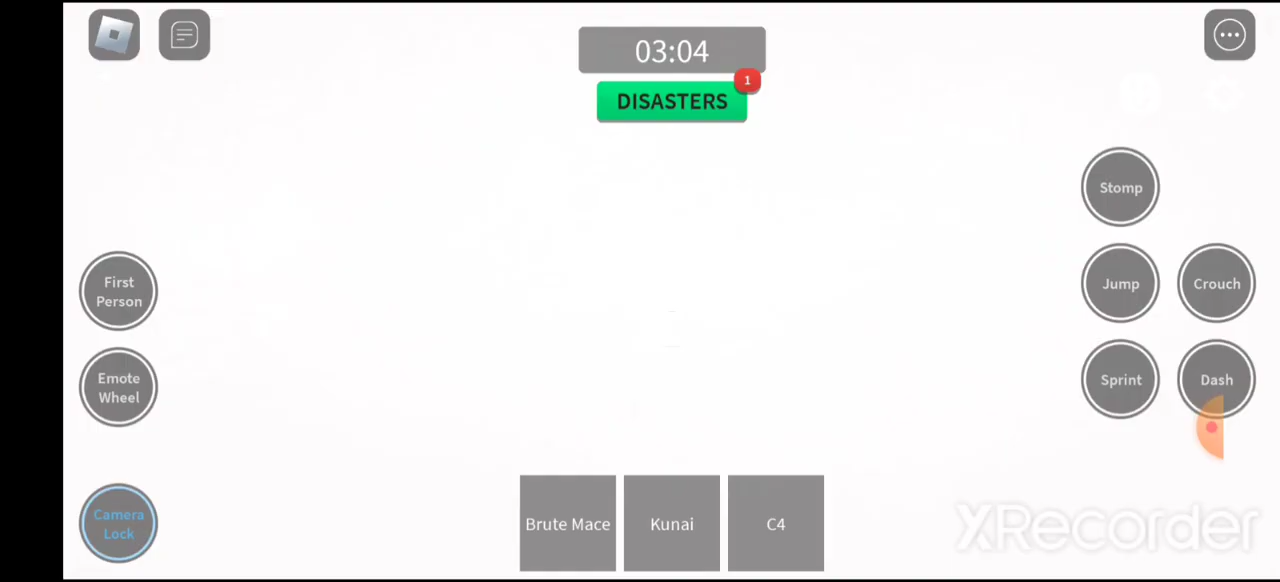 03:04
1
DISASTERS
Stomp
First
Person
Jump
Crouch
Emote
Wheel
Sprint
Dash
Camera
Lock
Brute Mace
Kunai
C4
XRecorder